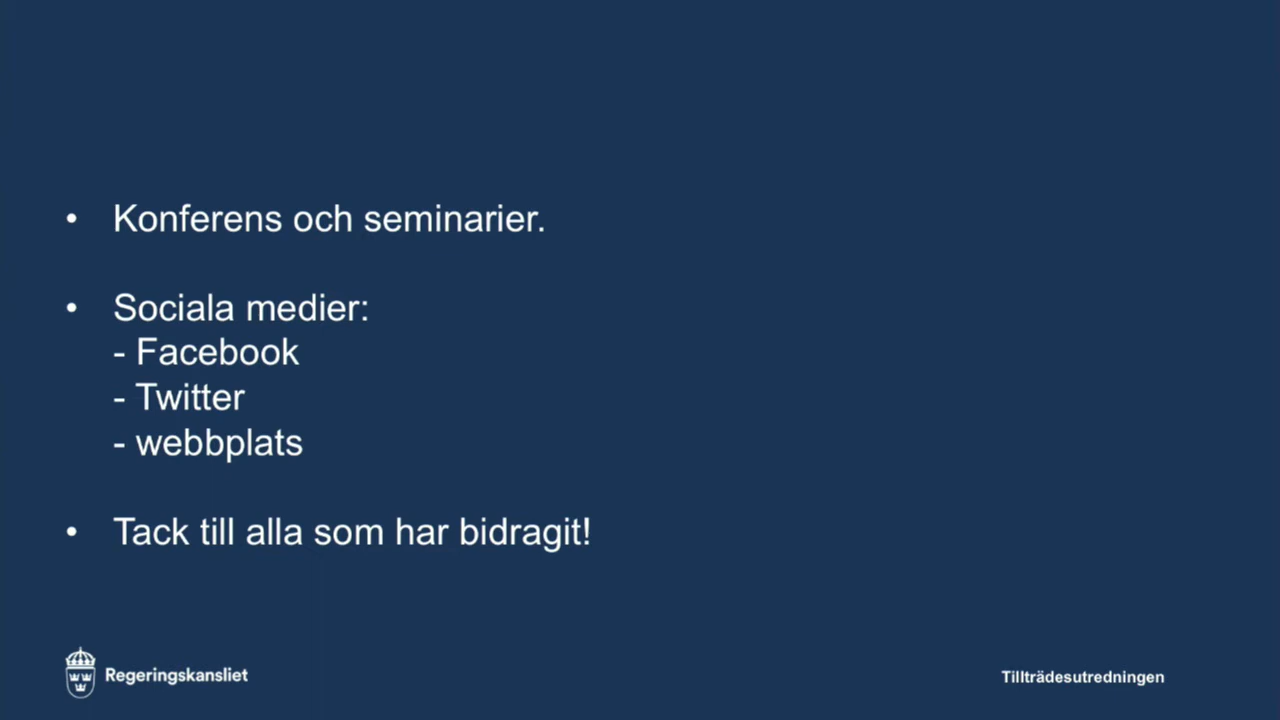 • Konferens och seminarier.
• Sociala medier:
- Facebook
- Twitter
- webbplats
• Tack till alla som har bidragit!
Regeringskansliet
Tillträdesutredningen